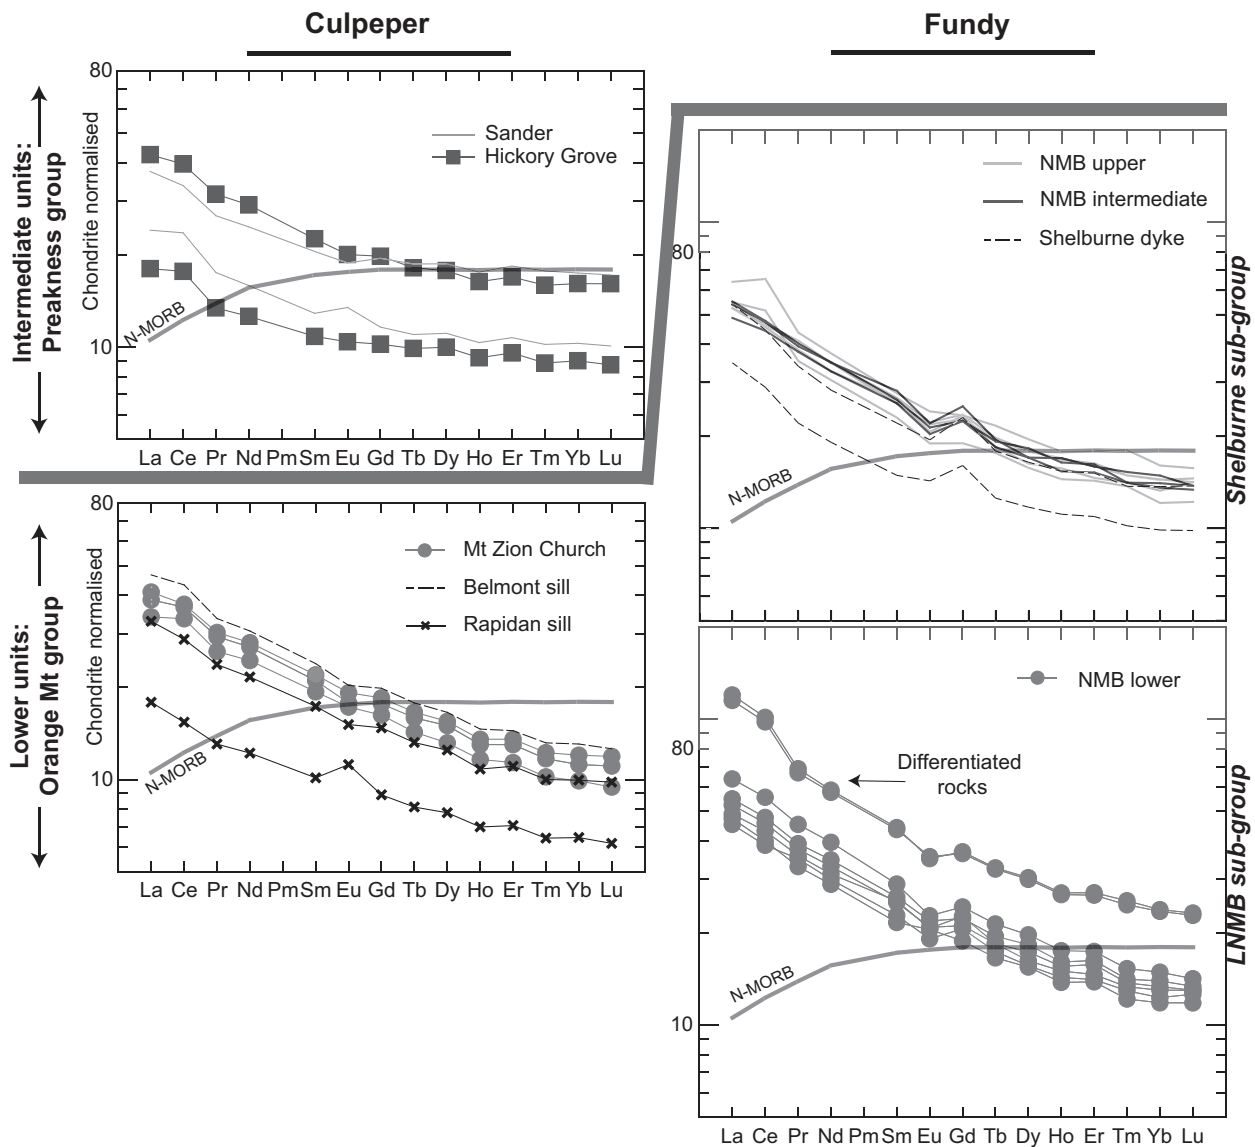 Culpeper
Fundy
Intermediate units:
Preakness group
80
Chondrite normalised
10
Sander
Hickory Grove
N-MORB
La Ce Pr Nd Pm Sm Eu Gd Tb Dy Ho Er Tm Yb Lu
NMB upper
NMB intermediate
Shelburne dyke
80
N-MORB
Shelburne sub-group
Lower units:
Orange Mt group
80
Chondrite normalised
10
Mt Zion Church
Belmont sill
Rapidan sill
N-MORB
La Ce Pr Nd Pm Sm Eu Gd Tb Dy Ho Er Tm Yb Lu
NMB lower
80
Differentiated
rocks
N-MORB
10
LNMB sub-group
La Ce Pr Nd Pm Sm Eu Gd Tb Dy Ho Er Tm Yb Lu